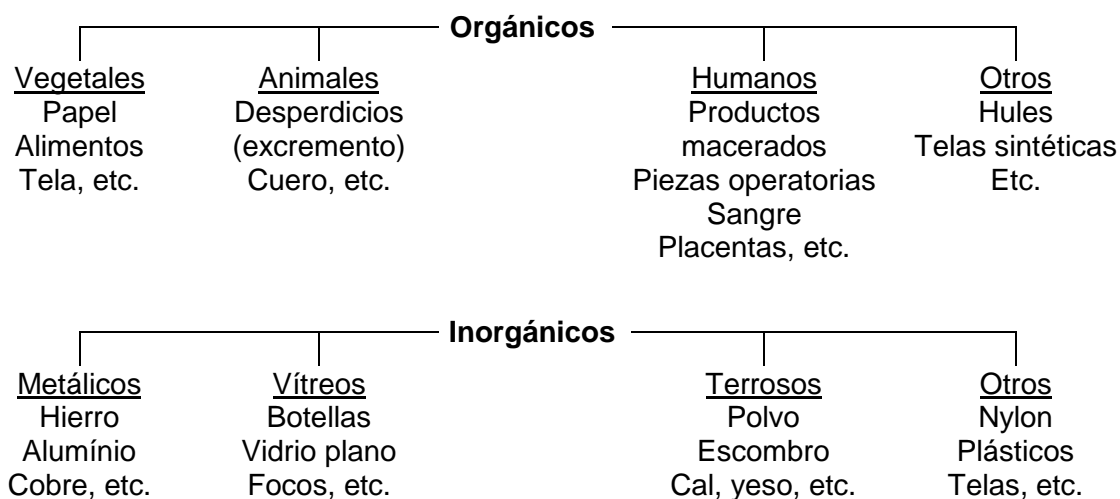 Orgánicos
Vegetales
Papel
Alimentos
Tela, etc.
Animales
Desperdicios
(excremento)
Cuero, etc.
Humanos
Productos
macerados
Piezas operatorias
Sangre
Placentas, etc.
Otros
Hules
Telas sintéticas
Etc.
Inorgánicos
Metálicos
Hierro
Alumínio
Cobre, etc.
Vítreos
Botellas
Vidrio plano
Focos, etc.
Terrosos
Polvo
Escombro
Cal, yeso, etc.
Otros
Nylon
Plásticos
Telas, etc.